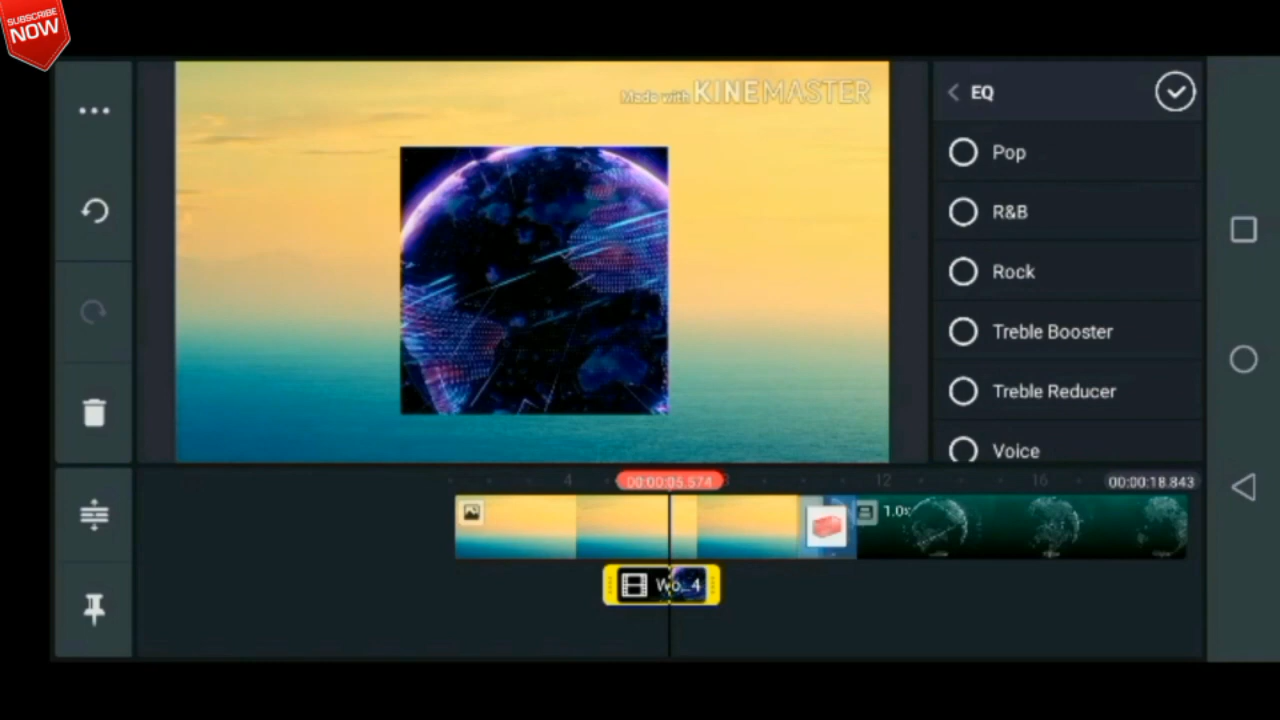 SUBSCRIBE
NOW
Made with KINEMASTER
EQ
Pop
R&B
Rock
Treble Booster
Treble Reducer
Voice
4
00:00:05.574
12
16
00:00:18.843
1.0x
Wo_4